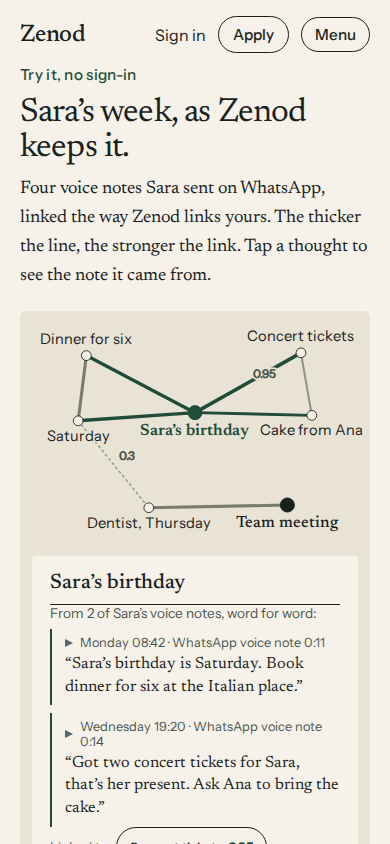 Zenod
Sign in
Apply
Menu
Try it, no sign-in
Sara’s week, as Zenod
keeps it.
Four voice notes Sara sent on WhatsApp,
linked the way Zenod links yours. The thicker
the line, the stronger the link. Tap a thought to
see the note it came from.
Dinner for six
Concert tickets
0.95
Saturday
Sara’s birthday
Cake from Ana
0.3
Dentist, Thursday
Team meeting
Sara’s birthday
From 2 of Sara’s voice notes, word for word:
Monday 08:42 · WhatsApp voice note 0:11
“Sara’s birthday is Saturday. Book
dinner for six at the Italian place.”
Wednesday 19:20 · WhatsApp voice note
0:14
“Got two concert tickets for Sara,
that’s her present. Ask Ana to bring the
cake.”